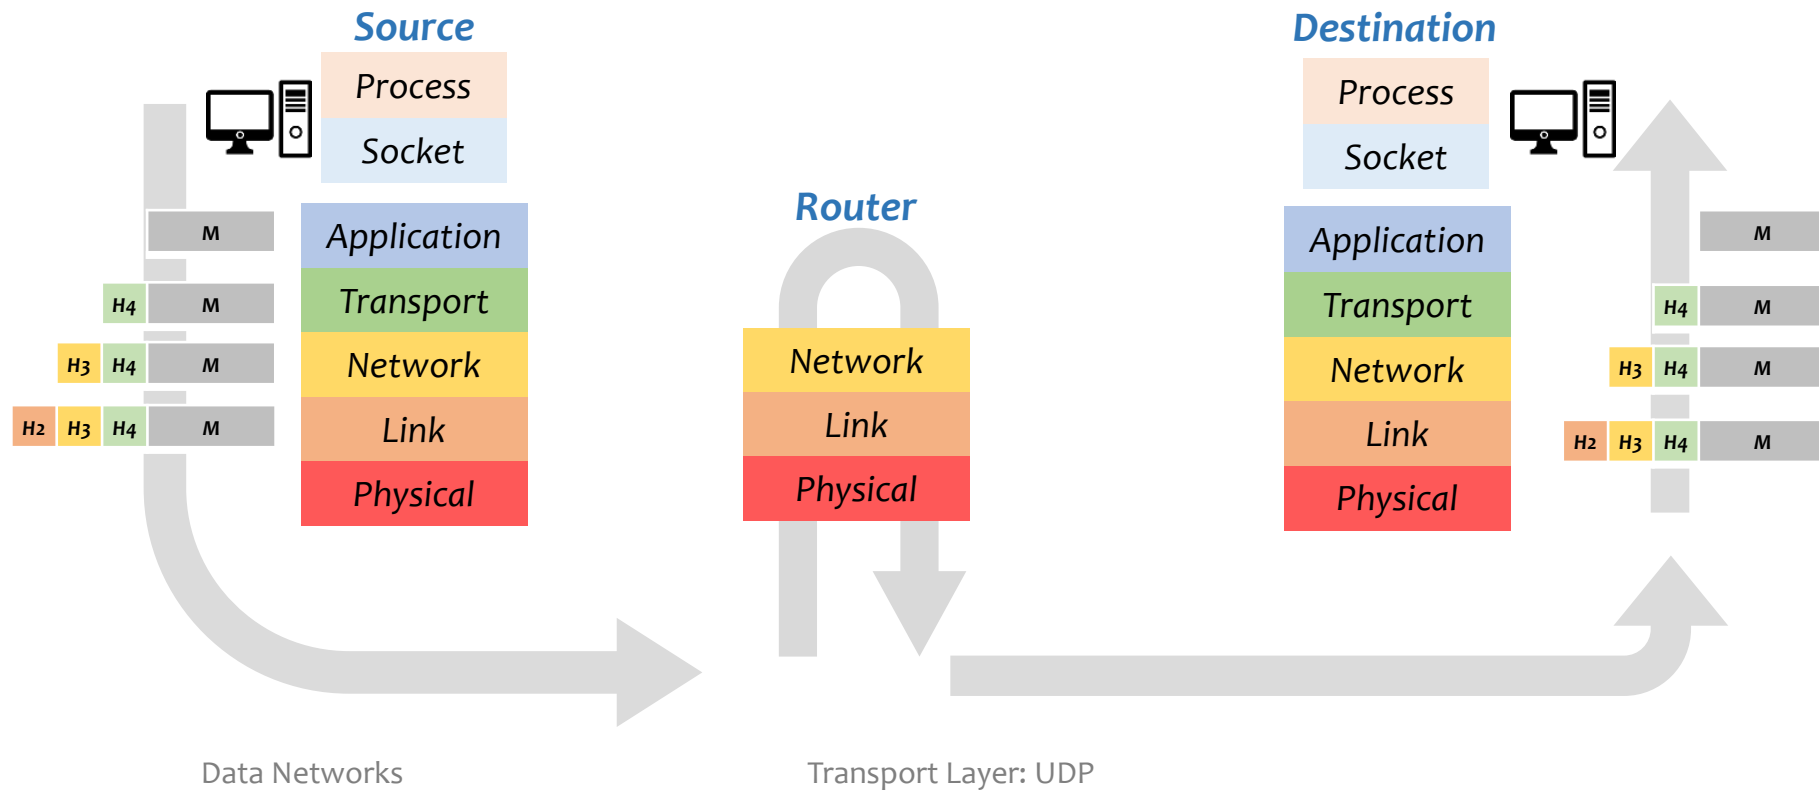 Source
Process
Socket
M
Application
H4 M
Transport
H3 H4 M
Network
H2 H3 H4 M
Link
Physical
Router
Network
Link
Physical
Destination
Process
Socket
Application
M
Transport
H4 M
Network
H3 H4 M
Link
H2 H3 H4 M
Physical
Data Networks
Transport Layer: UDP